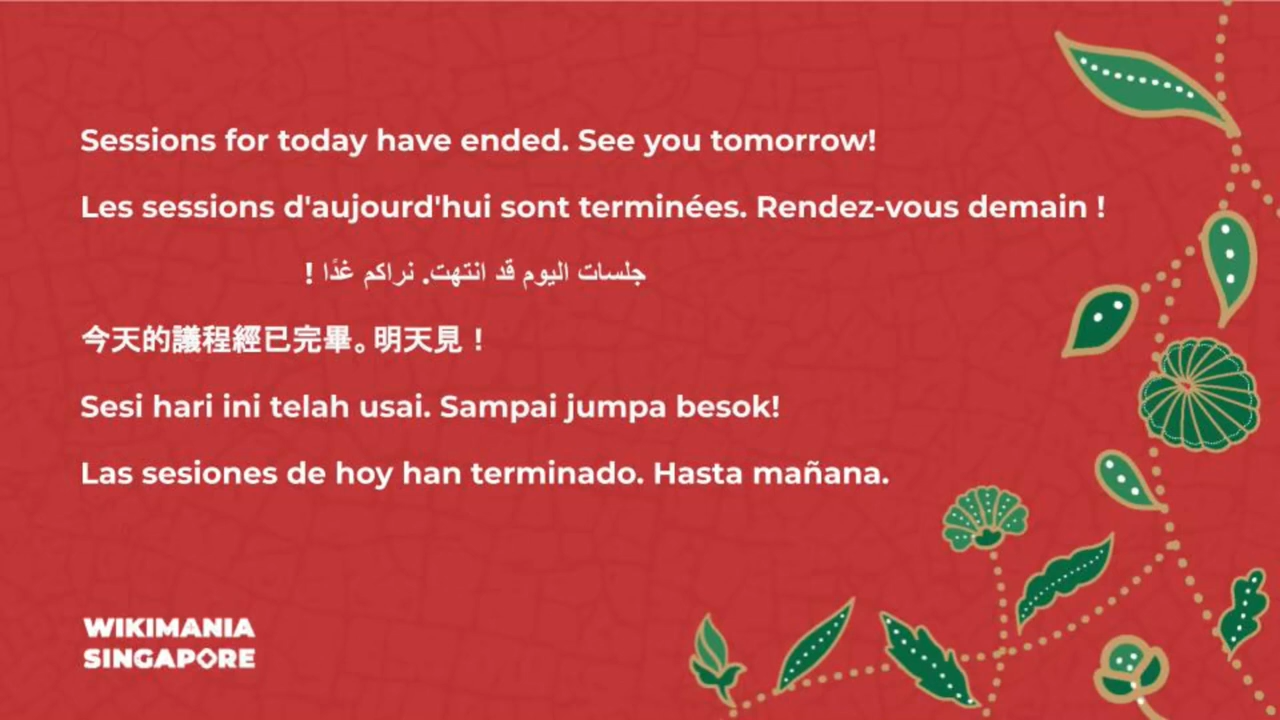 Sessions for today have ended. See you tomorrow!
Les sessions d'aujourd'hui sont terminées. Rendez-vous demain !
جلسات اليوم قد انتهت. نراكم غدًا !
今天的議程經已完畢。明天見！
Sesi hari ini telah usai. Sampai jumpa besok!
Las sesiones de hoy han terminado. Hasta mañana.
WIKIMANIA
SINGAPORE